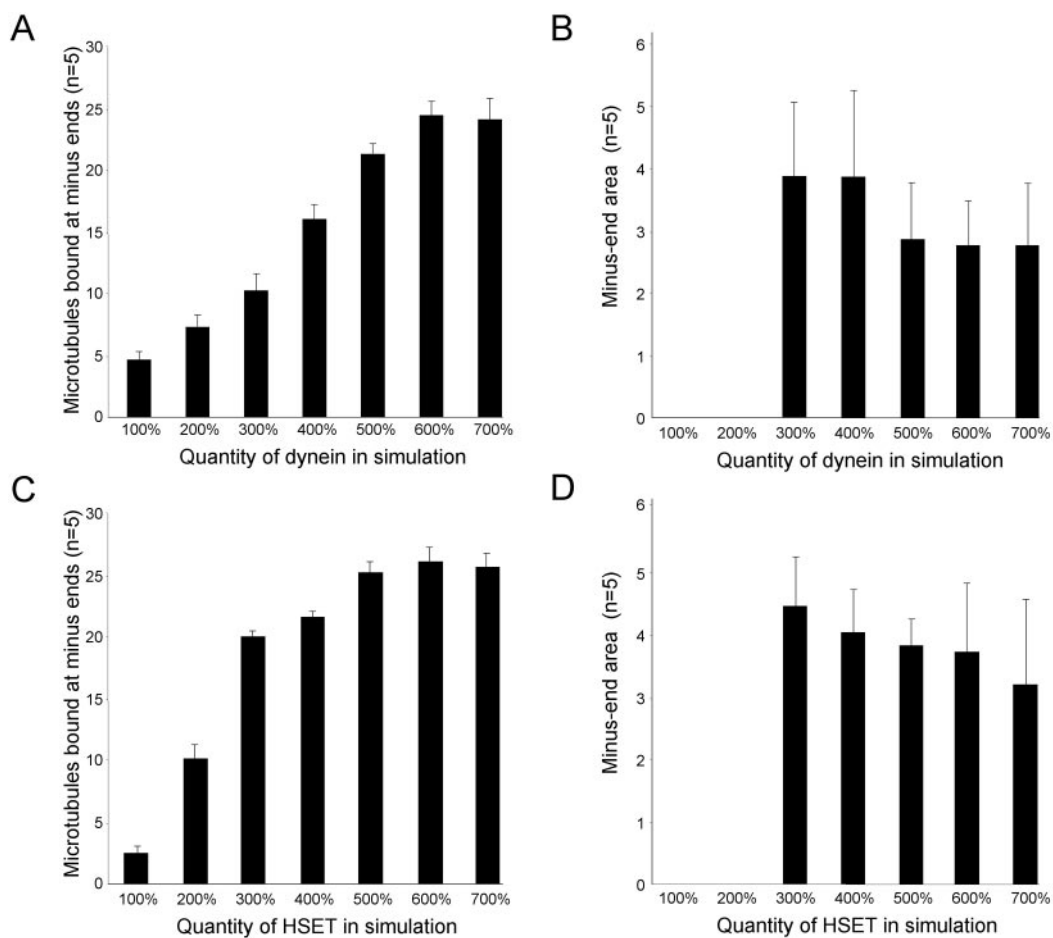 A
Microtubules bound at minus ends (n=5)
30
25
20
15
10
5
0
100% 200% 300% 400% 500% 600% 700%
Quantity of dynein in simulation
B
Minus-end area (n=5)
6
5
4
3
2
1
0
100% 200% 300% 400% 500% 600% 700%
Quantity of dynein in simulation
C
Microtubules bound at minus ends (n=5)
30
25
20
15
10
5
0
100% 200% 300% 400% 500% 600% 700%
Quantity of HSET in simulation
D
Minus-end area (n=5)
6
5
4
3
2
1
0
100% 200% 300% 400% 500% 600% 700%
Quantity of HSET in simulation